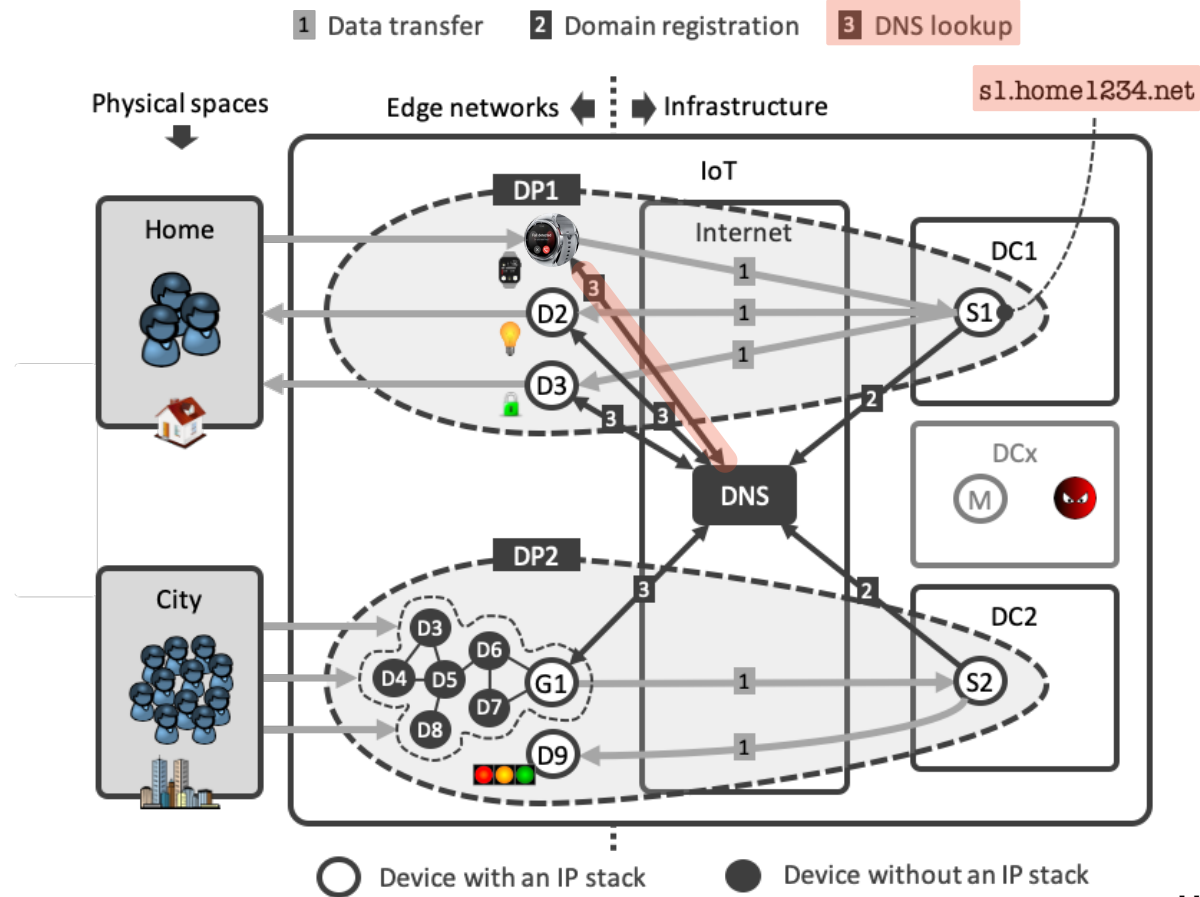 1 Data transfer
2 Domain registration
3 DNS lookup
s1.home1234.net
Physical spaces
Edge networks
Infrastructure
IoT
DP1
Home
Internet
DC1
1
3
D2
1
S1
1
D3
3
3
2
DCx
M
DNS
DP2
City
3
2
DC2
D3
D6
D4
D5
G1
1
S2
D7
D8
D9
1
Device with an IP stack
Device without an IP stack